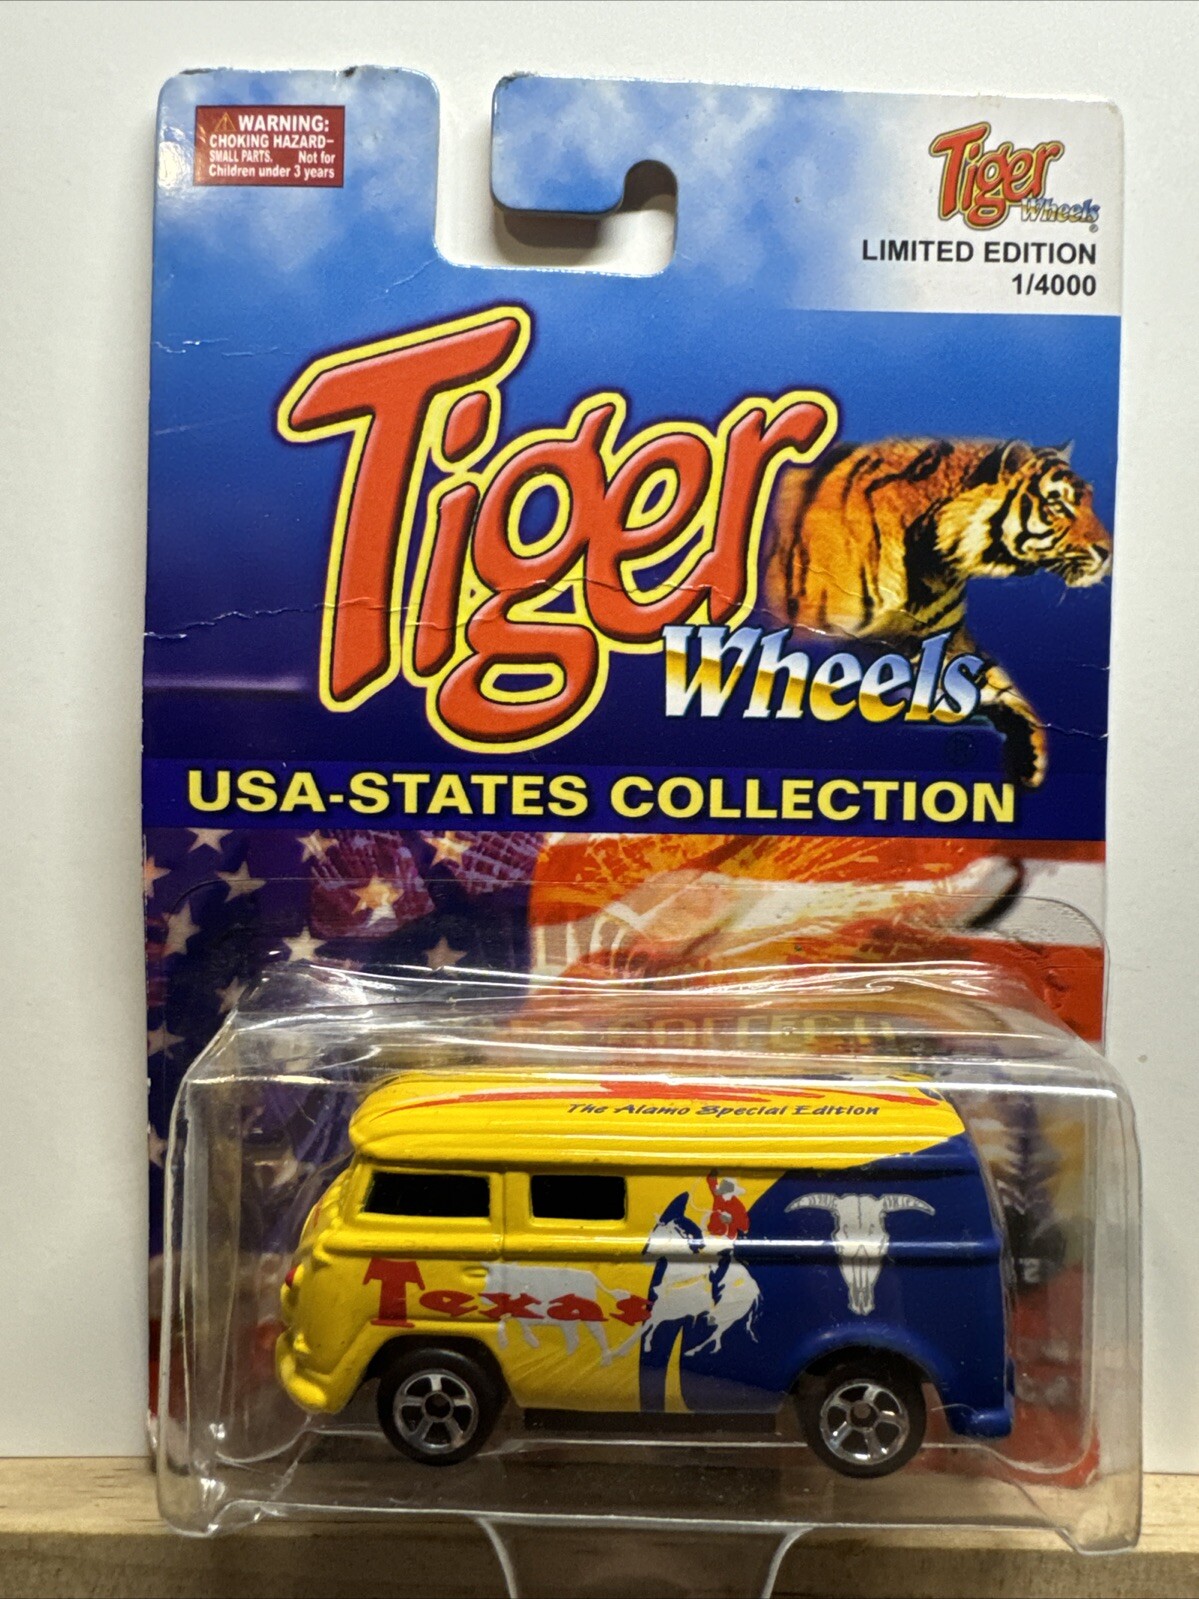 WARNING:
CHOKING HAZARD–
SMALL PARTS. Not for
Children under 3 years
Tiger
Wheels®
LIMITED EDITION
1/4000
Tiger
Wheels
®
USA-STATES COLLECTION
The Alamo Special Edition
Texas